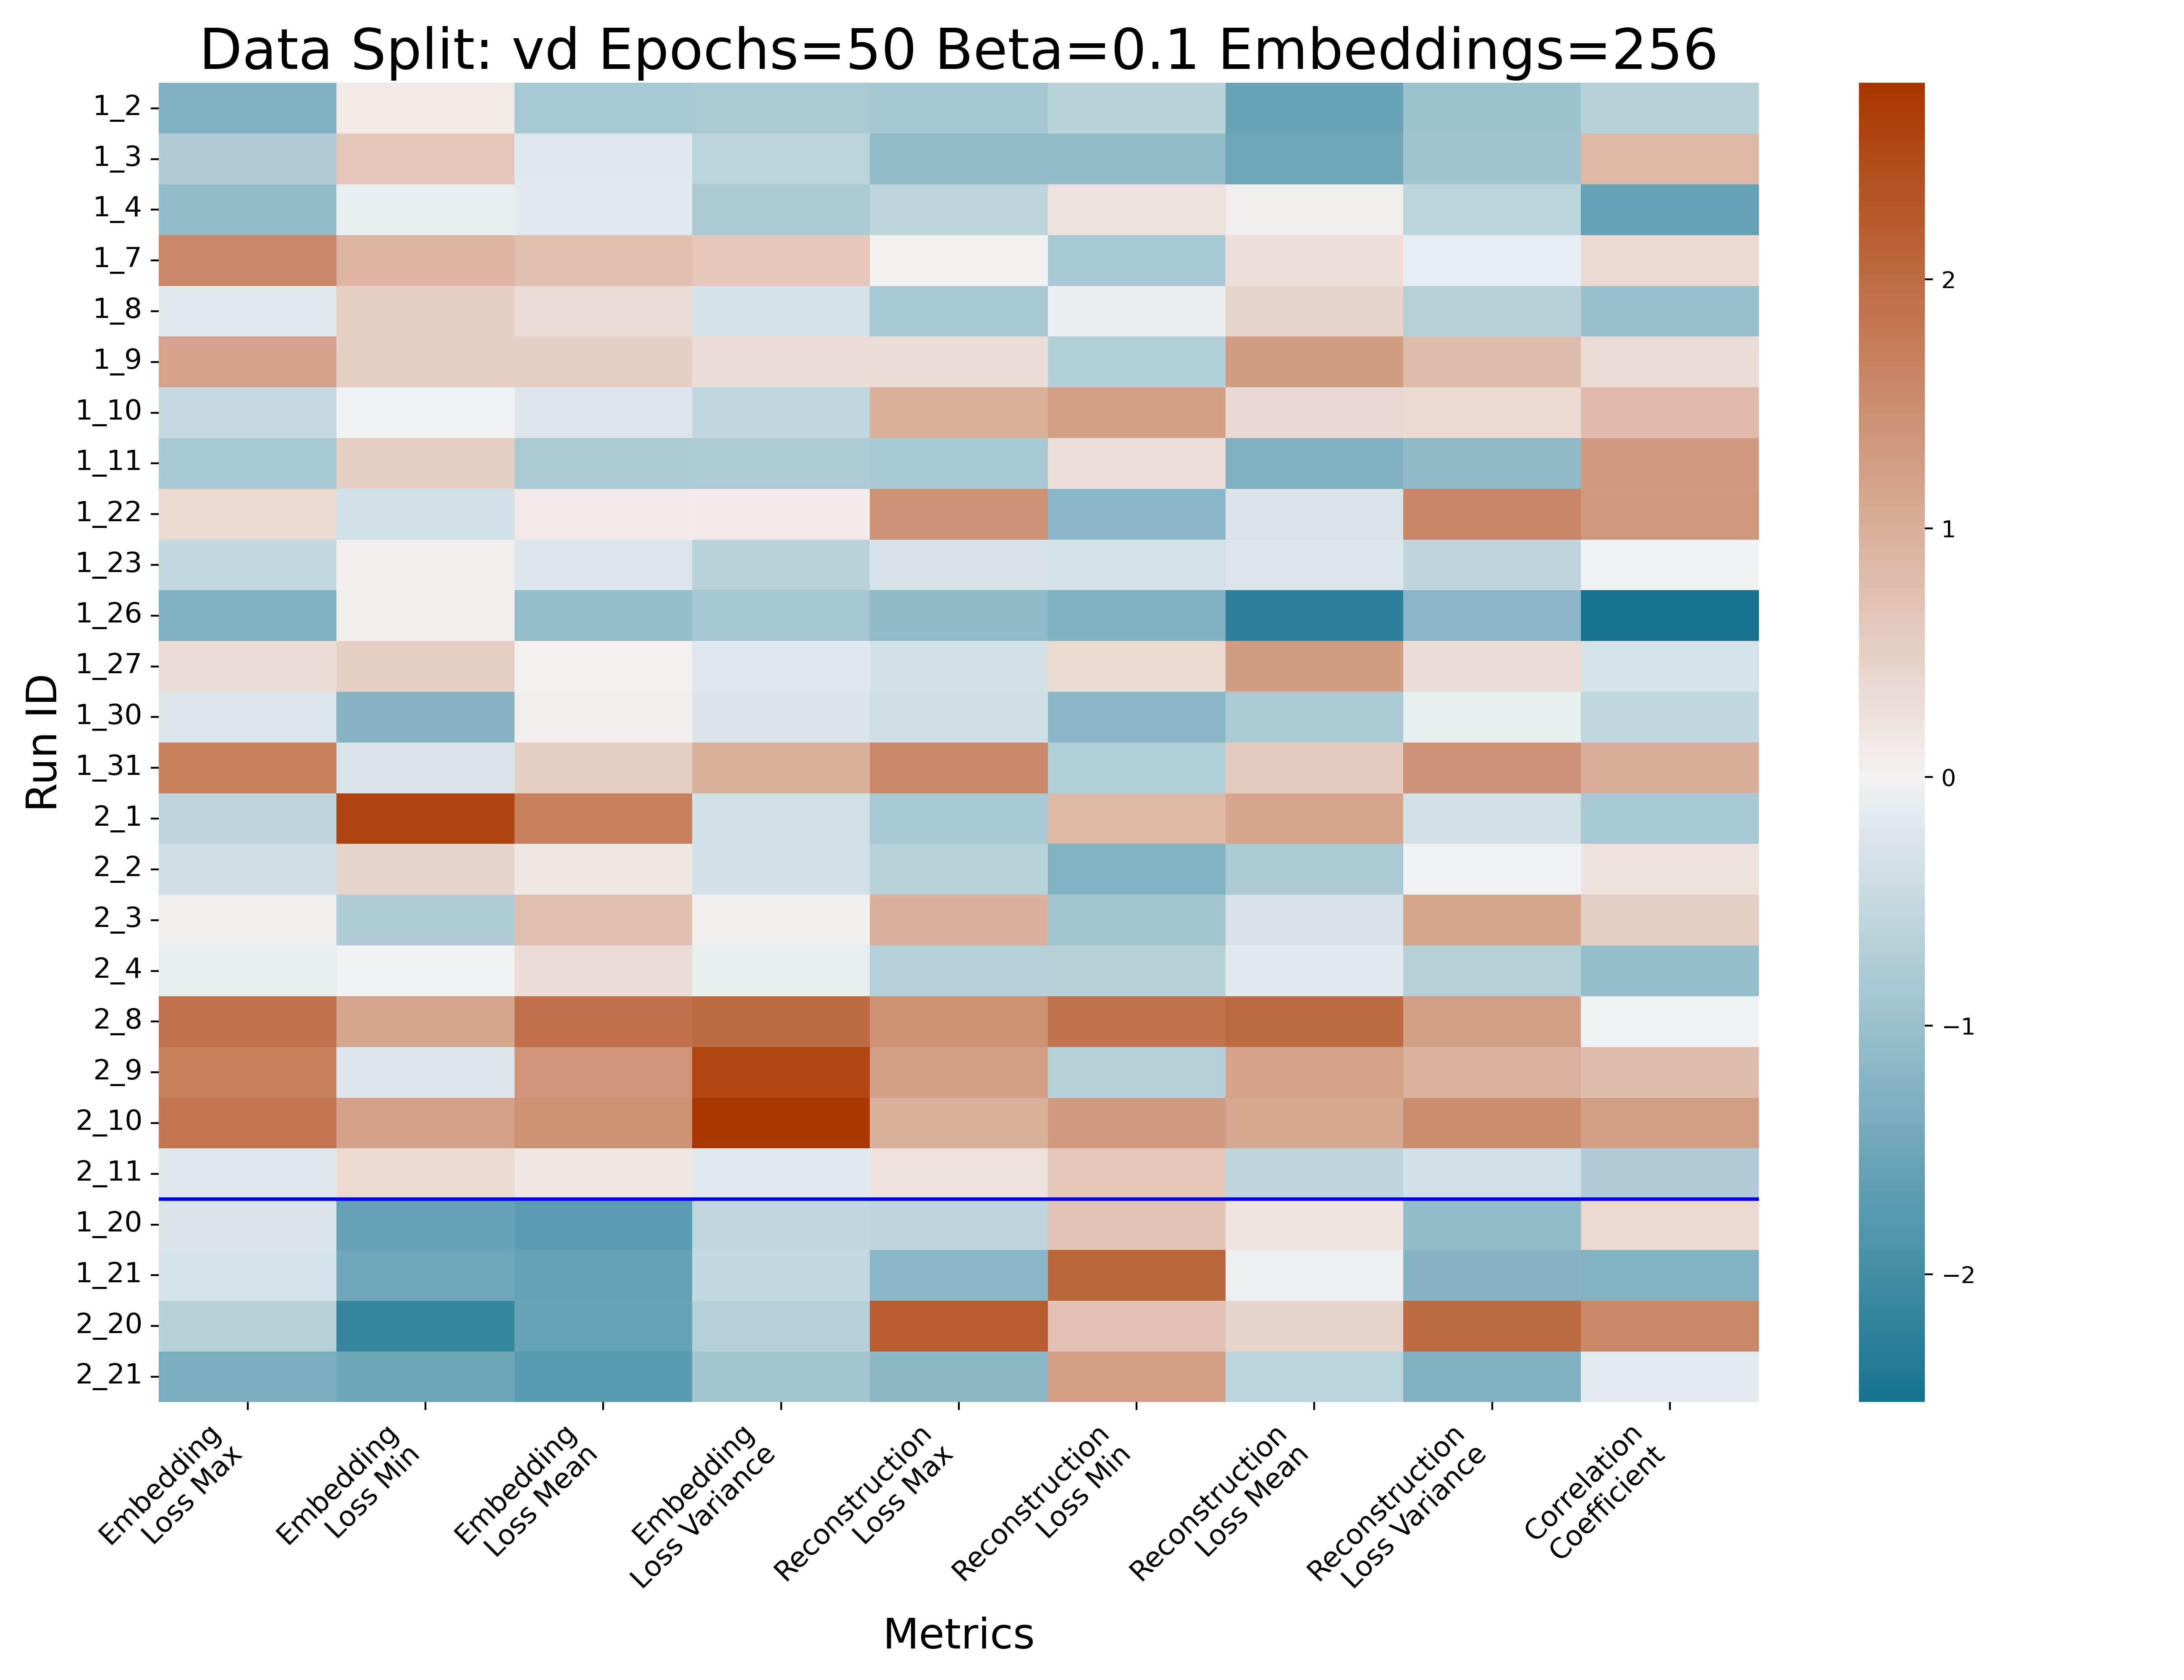 Data Split: vd Epochs=50 Beta=0.1 Embeddings=256
Run ID
1_2
1_3
1_4
1_7
1_8
1_9
1_10
1_11
1_22
1_23
1_26
1_27
1_30
1_31
2_1
2_2
2_3
2_4
2_8
2_9
2_10
2_11
1_20
1_21
2_20
2_21
Embedding
Loss Max
Embedding
Loss Min
Embedding
Loss Mean
Embedding
Loss Variance
Reconstruction
Loss Max
Reconstruction
Loss Min
Reconstruction
Loss Mean
Reconstruction
Loss Variance
Correlation
Coefficient
Metrics
2
1
0
−1
−2